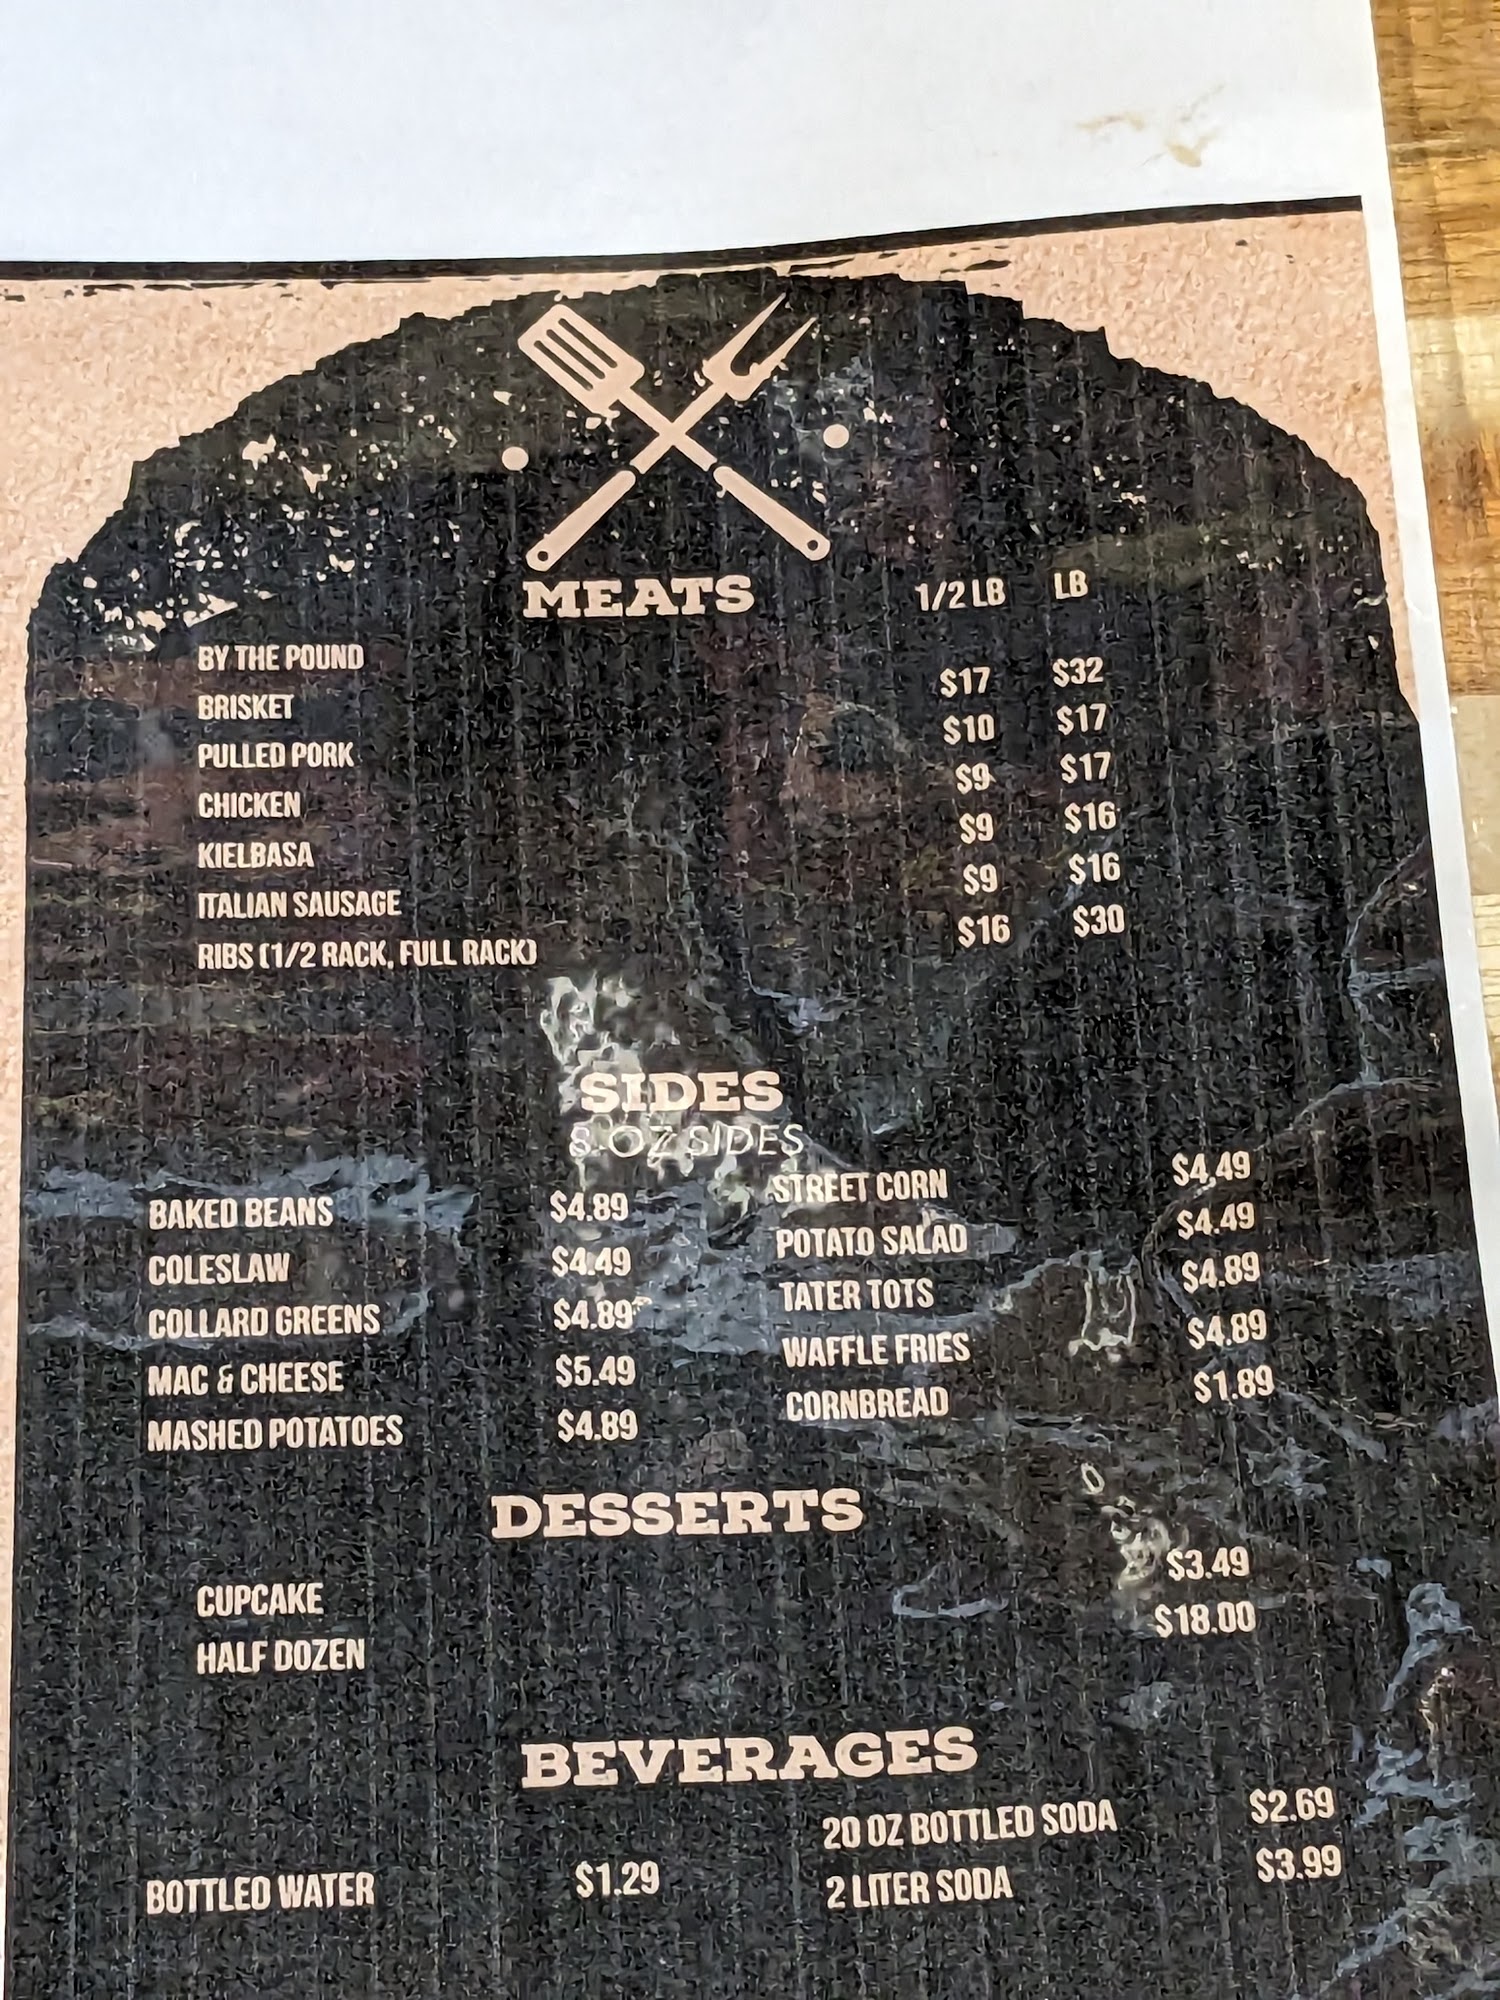 MEATS 1/2 LB LB
BY THE POUND
BRISKET $17 $32
PULLED PORK $10 $17
CHICKEN $9 $17
KIELBASA $9 $16
ITALIAN SAUSAGE $9 $16
RIBS (1/2 RACK, FULL RACK) $16 $30
SIDES
8 OZ SIDES
BAKED BEANS $4.89 STREET CORN $4.49
COLESLAW $4.49 POTATO SALAD $4.49
COLLARD GREENS $4.89 TATER TOTS $4.89
MAC & CHEESE $5.49 WAFFLE FRIES $4.89
MASHED POTATOES $4.89 CORNBREAD $1.89
DESSERTS
CUPCAKE $3.49
HALF DOZEN $18.00
BEVERAGES
20 OZ BOTTLED SODA $2.69
BOTTLED WATER $1.29 2 LITER SODA $3.99